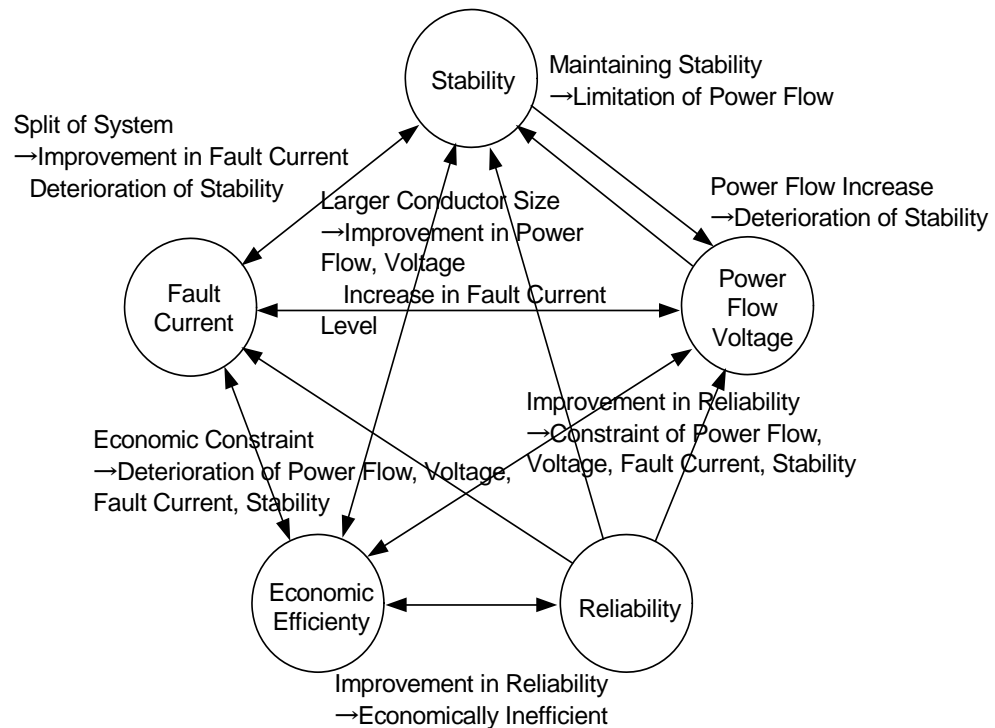 Stability
Maintaining Stability
→Limitation of Power Flow
Split of System
→Improvement in Fault Current
Deterioration of Stability
Larger Conductor Size
→Improvement in Power
Flow, Voltage
Increase in Fault Current
Level
Power Flow Increase
→Deterioration of Stability
Fault
Current
Power
Flow
Voltage
Improvement in Reliability
→Constraint of Power Flow,
Voltage, Fault Current, Stability
Economic Constraint
→Deterioration of Power Flow, Voltage,
Fault Current, Stability
Economic
Efficienty
Reliability
Improvement in Reliability
→Economically Inefficient